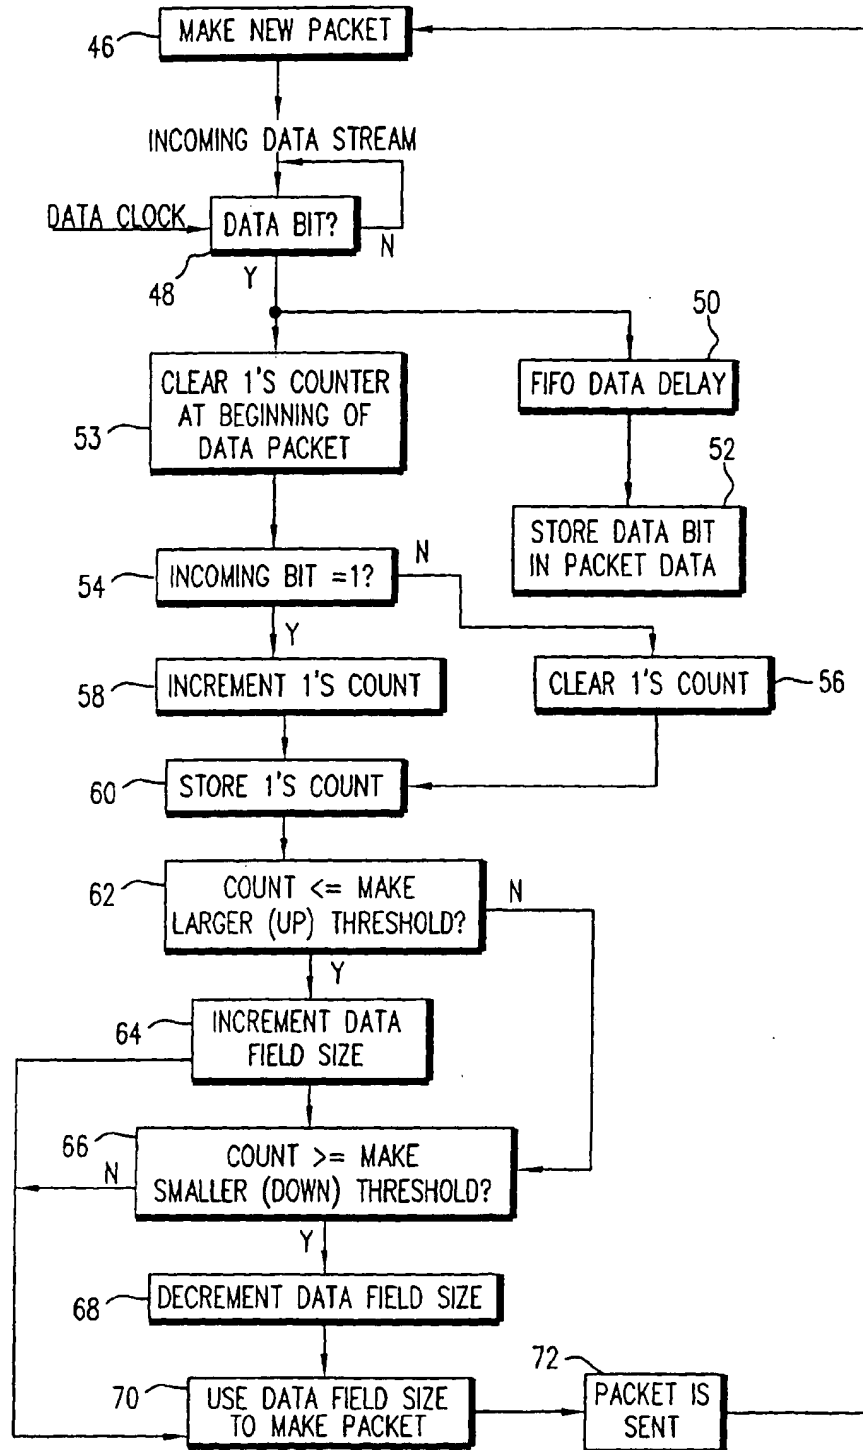 MAKE NEW PACKET
46
INCOMING DATA STREAM
DATA CLOCK
DATA BIT?
N
48
Y
50
CLEAR 1'S COUNTER
AT BEGINNING OF
DATA PACKET
53
FIFO DATA DELAY
52
STORE DATA BIT
IN PACKET DATA
54
INCOMING BIT =1?
N
Y
58
INCREMENT 1'S COUNT
CLEAR 1'S COUNT
56
60
STORE 1'S COUNT
62
COUNT <= MAKE
LARGER (UP) THRESHOLD?
N
Y
64
INCREMENT DATA
FIELD SIZE
66
COUNT >= MAKE
SMALLER (DOWN) THRESHOLD?
N
Y
68
DECREMENT DATA FIELD SIZE
70
USE DATA FIELD SIZE
TO MAKE PACKET
72
PACKET IS
SENT